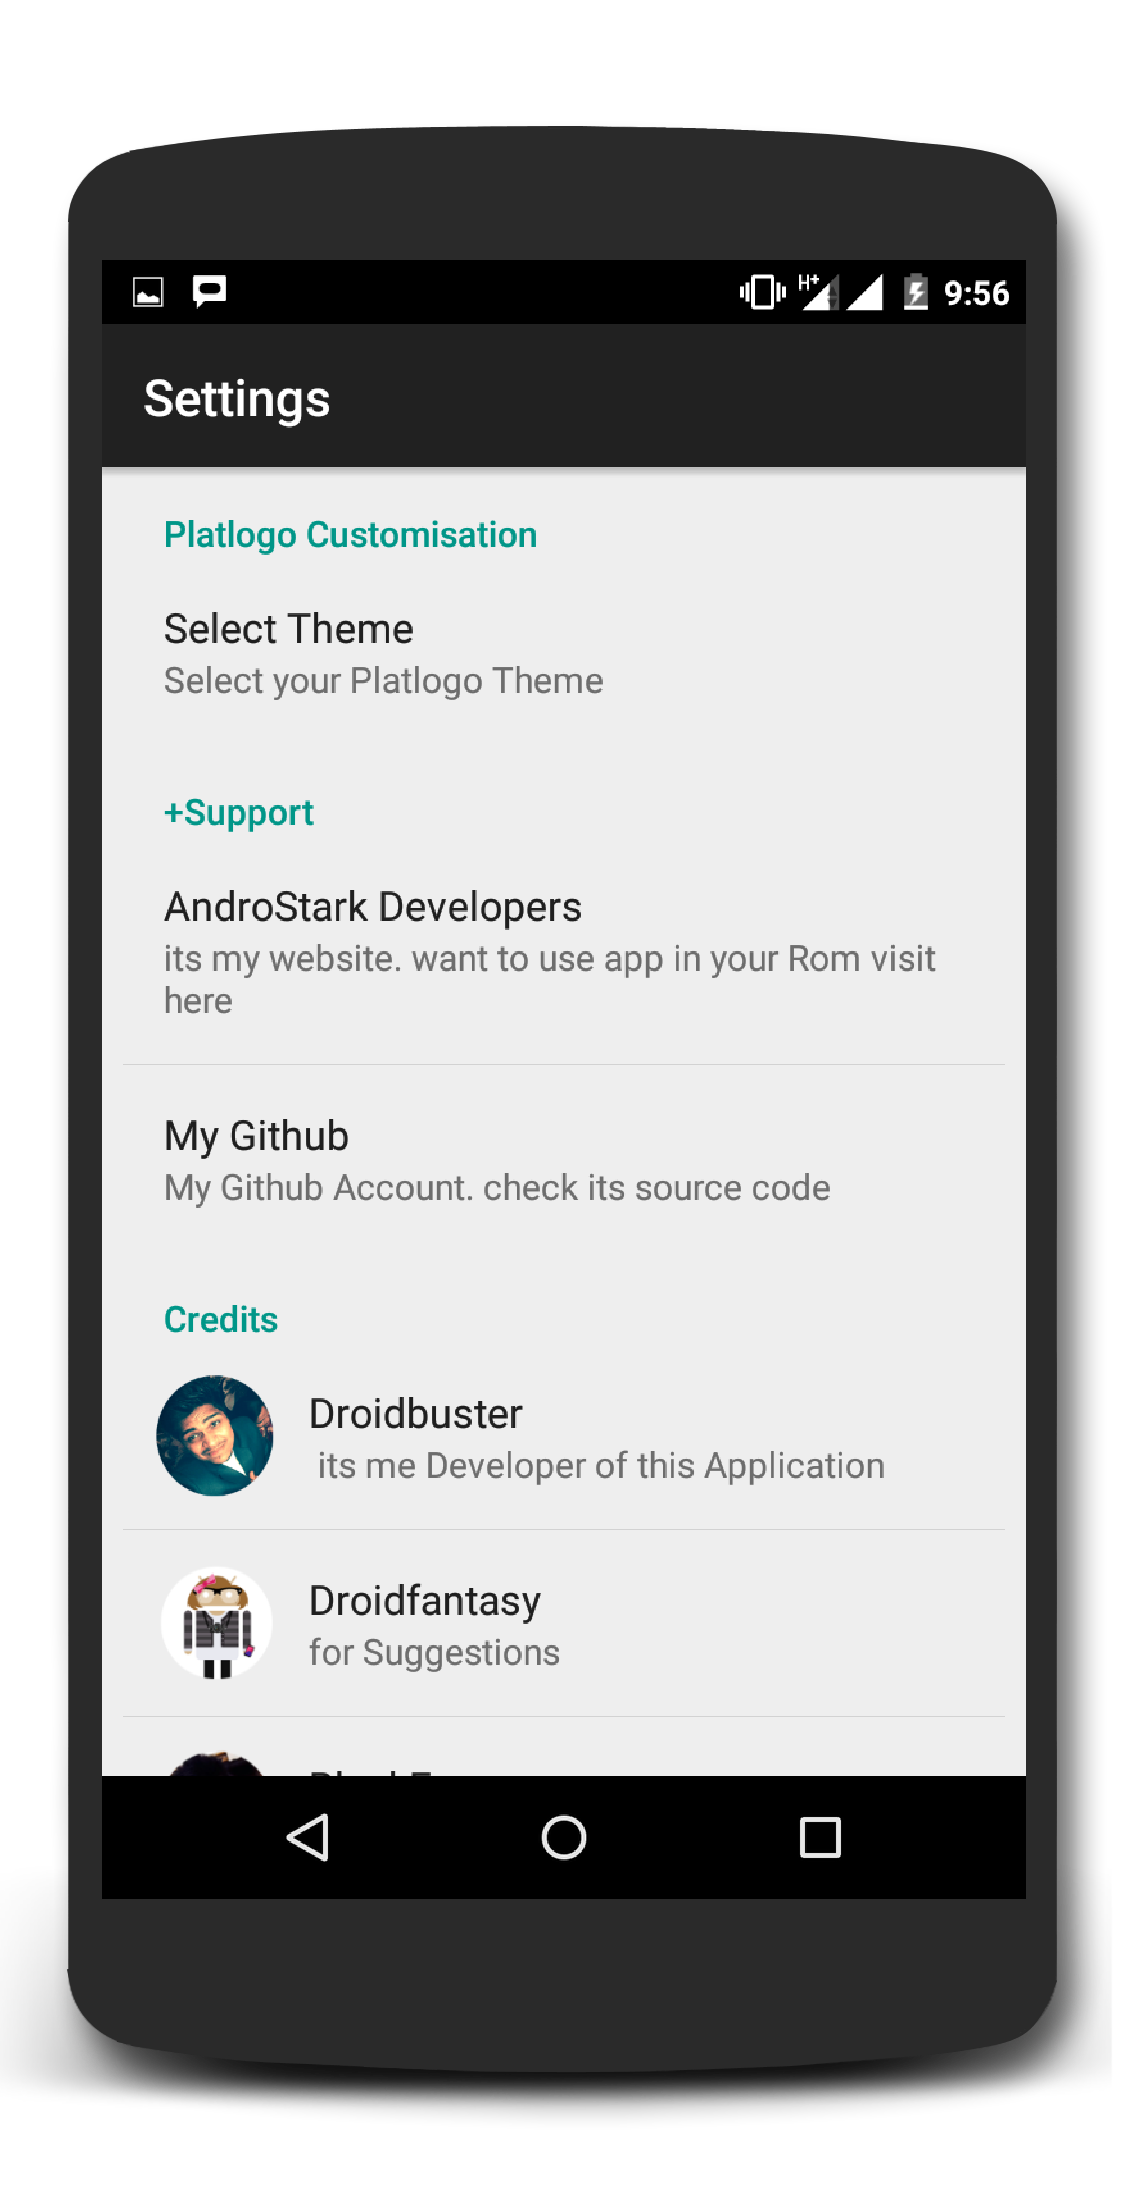 H+
9:56
Settings
Platlogo Customisation
Select Theme
Select your Platlogo Theme
+Support
AndroStark Developers
its my website. want to use app in your Rom visit
here
My Github
My Github Account. check its source code
Credits
Droidbuster
its me Developer of this Application
Droidfantasy
for Suggestions